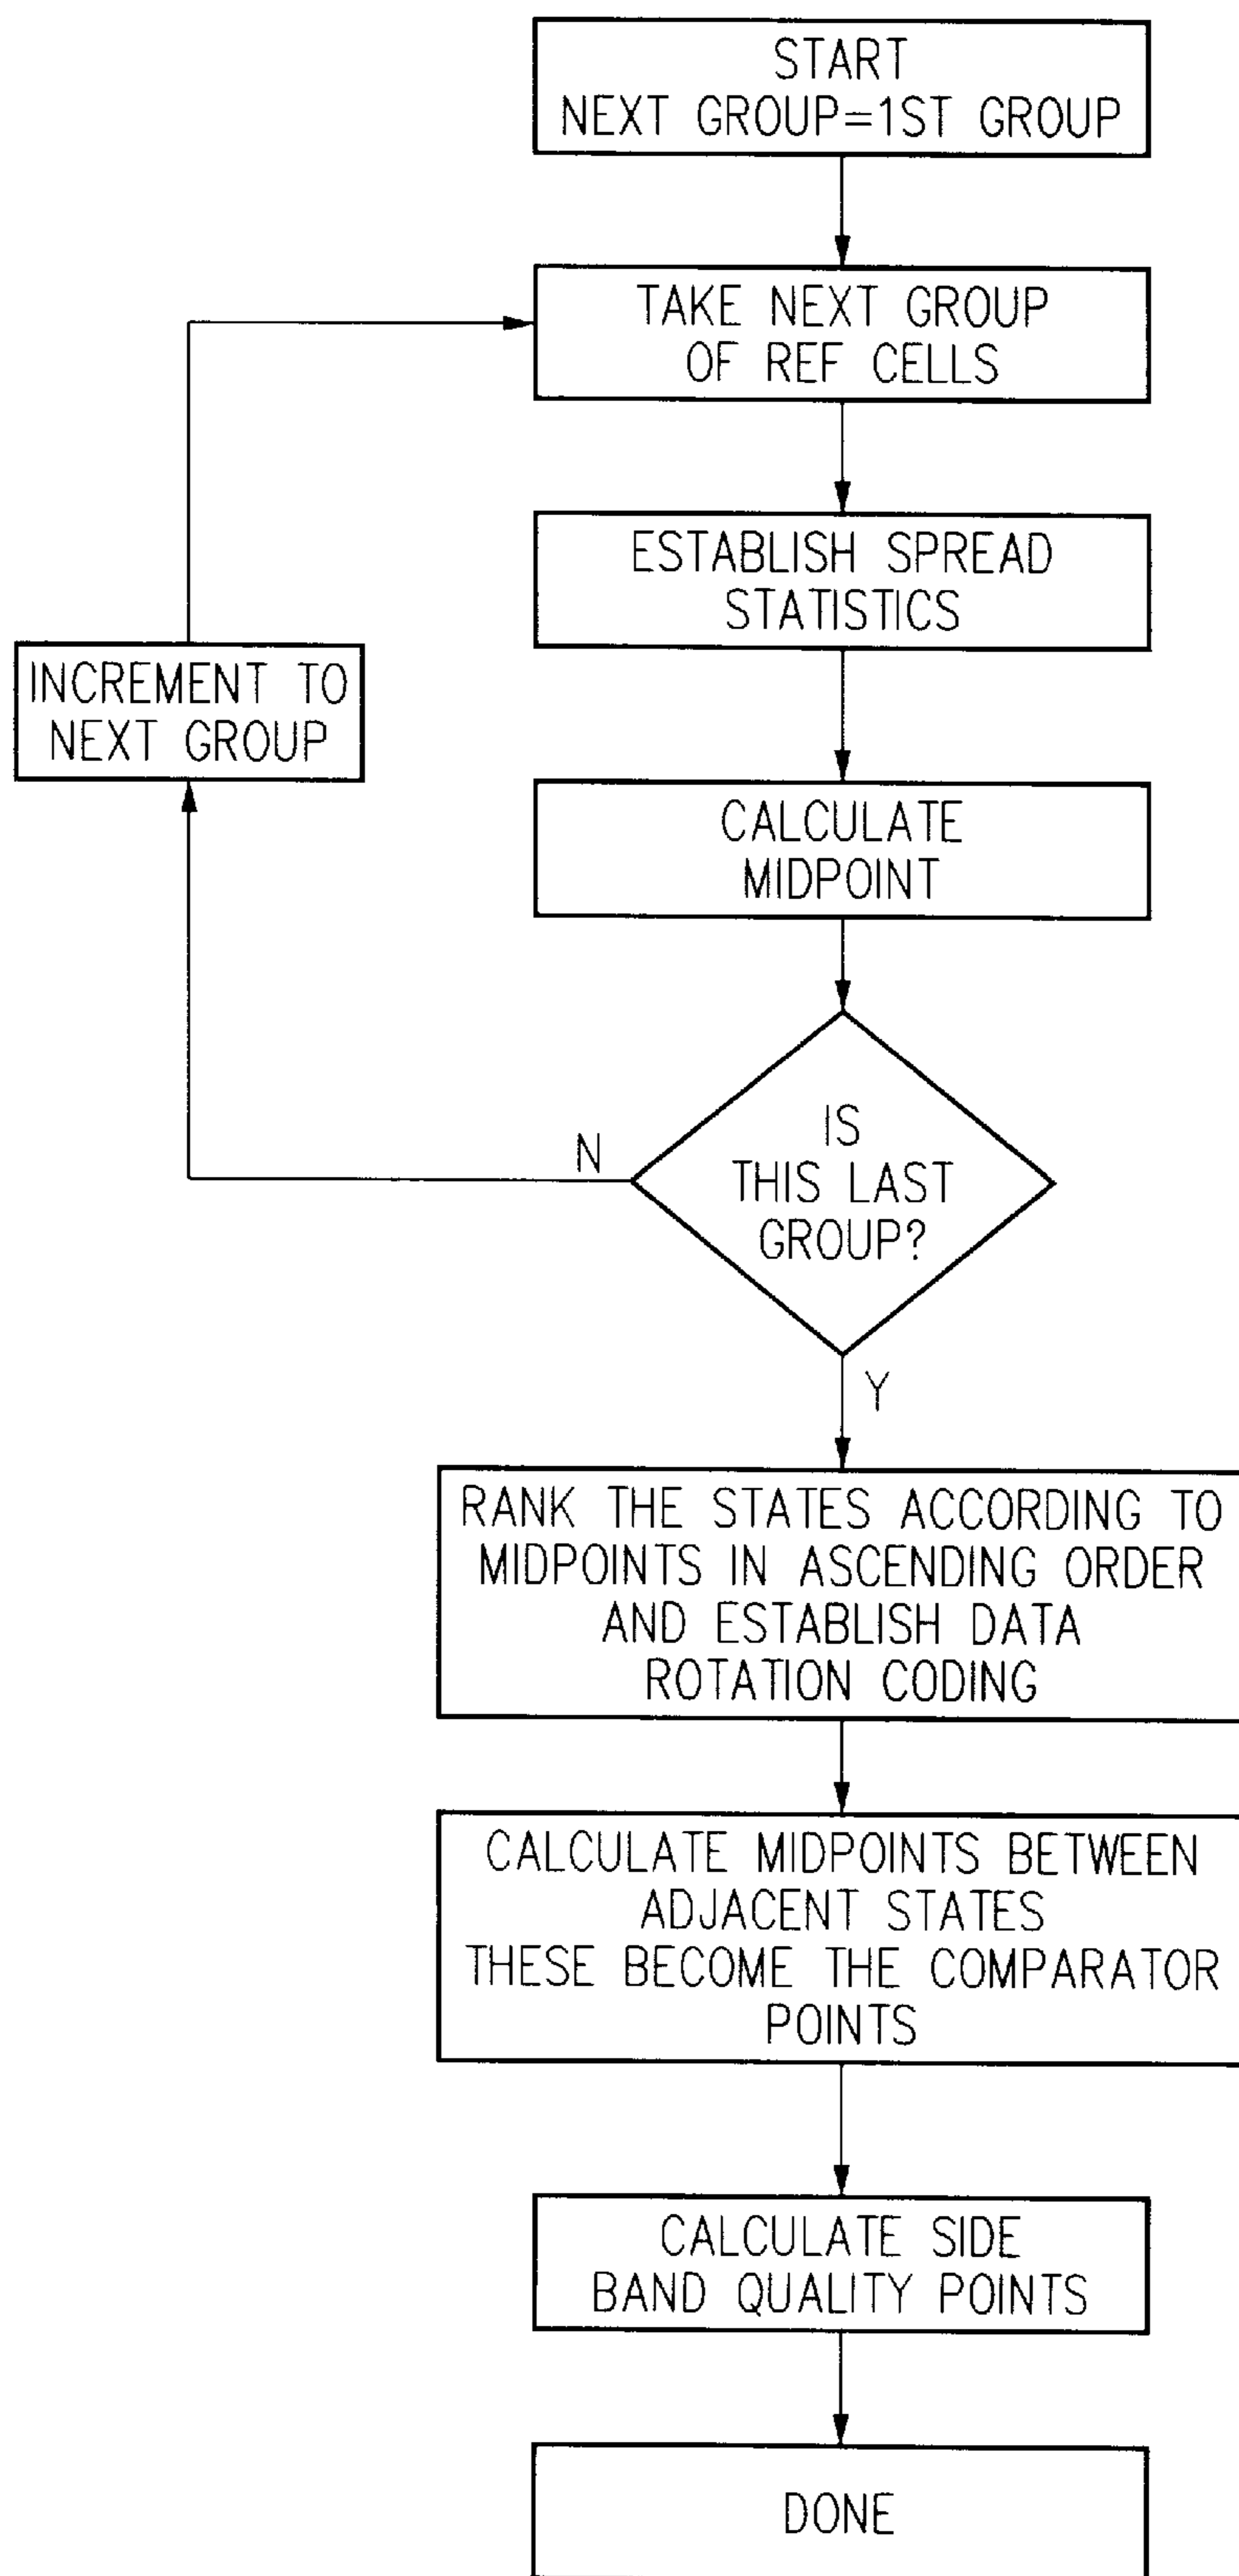 START
NEXT GROUP=1ST GROUP
TAKE NEXT GROUP
OF REF CELLS
ESTABLISH SPREAD
STATISTICS
INCREMENT TO
NEXT GROUP
CALCULATE
MIDPOINT
IS
THIS LAST
GROUP?
N
Y
RANK THE STATES ACCORDING TO
MIDPOINTS IN ASCENDING ORDER
AND ESTABLISH DATA
ROTATION CODING
CALCULATE MIDPOINTS BETWEEN
ADJACENT STATES
THESE BECOME THE COMPARATOR
POINTS
CALCULATE SIDE
BAND QUALITY POINTS
DONE